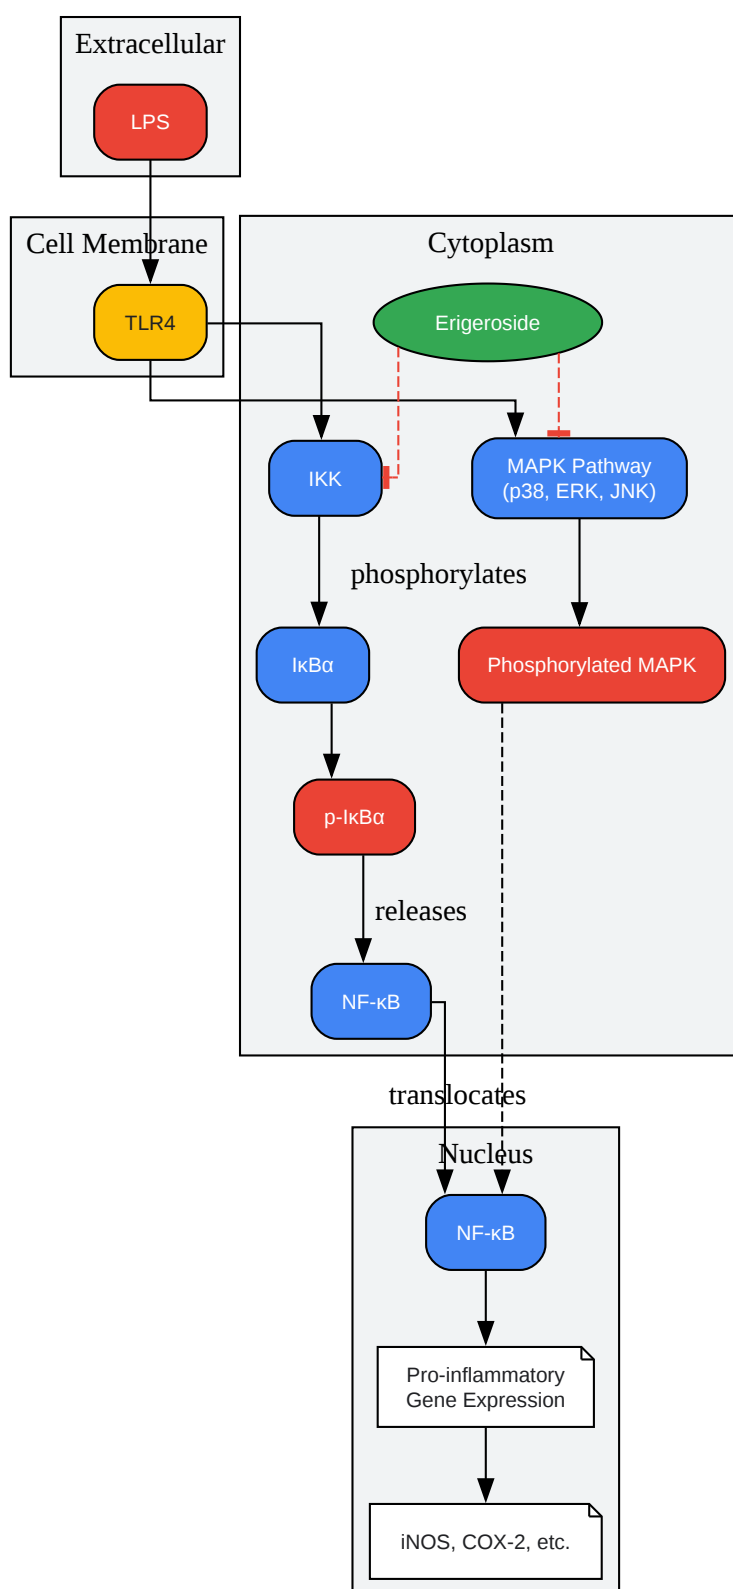 Extracellular
LPS
Cell Membrane
TLR4
Cytoplasm
Erigeroside
IKK
MAPK Pathway
(p38, ERK, JNK)
phosphorylates
IκBα
Phosphorylated MAPK
p-IκBα
releases
NF-κB
translocates
Nucleus
NF-κB
Pro-inflammatory
Gene Expression
iNOS, COX-2, etc.